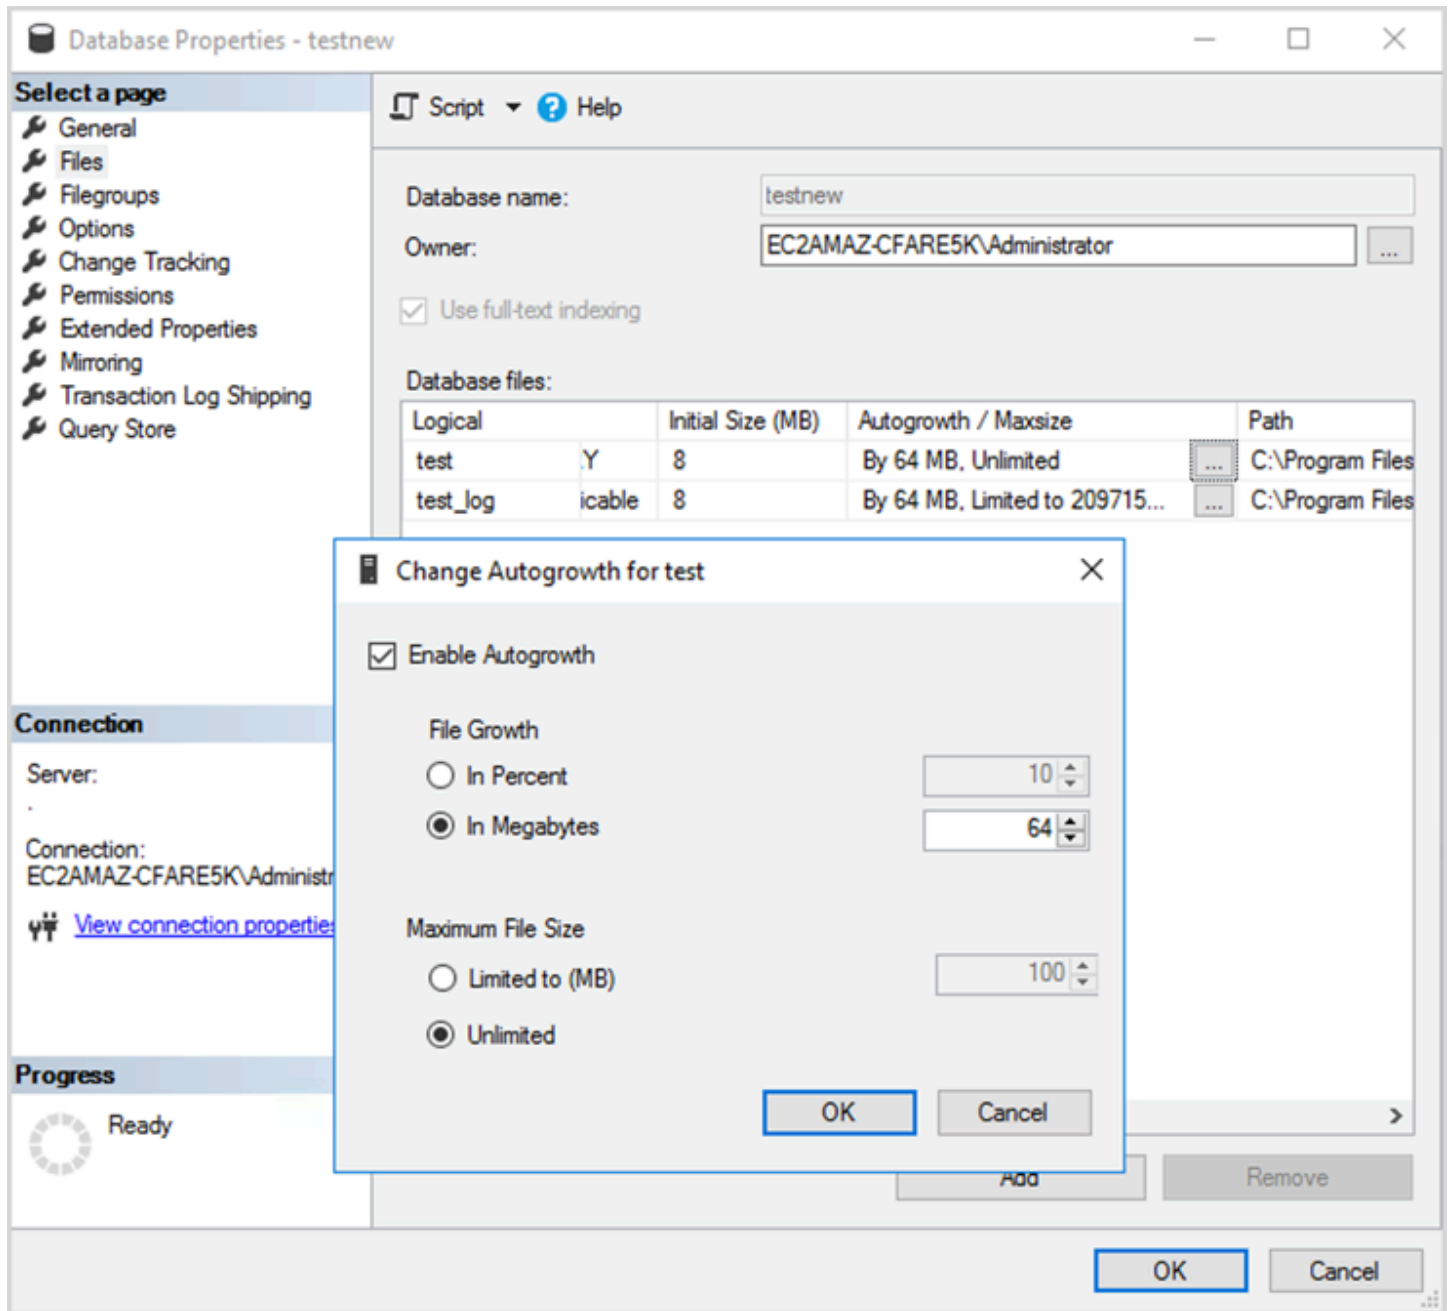 Database Properties - testnew
Select a page
General
Files
Filegroups
Options
Change Tracking
Permissions
Extended Properties
Mirroring
Transaction Log Shipping
Query Store
Connection
Server:
.
Connection:
EC2AMAZ-CFARE5K\Administr
View connection properties
Progress
Ready
Script ? Help
Database name: testnew
Owner: EC2AMAZ-CFARE5K\Administrator ...
Use full-text indexing
Database files:
Logical Initial Size (MB) Autogrowth / Maxsize Path
test .Y 8 By 64 MB, Unlimited ... C:\Program Files
test_log icable 8 By 64 MB, Limited to 209715... ... C:\Program Files
Change Autogrowth for test
Enable Autogrowth
File Growth
In Percent 10
In Megabytes 64
Maximum File Size
Limited to (MB) 100
Unlimited
OK Cancel
Add Remove
OK Cancel